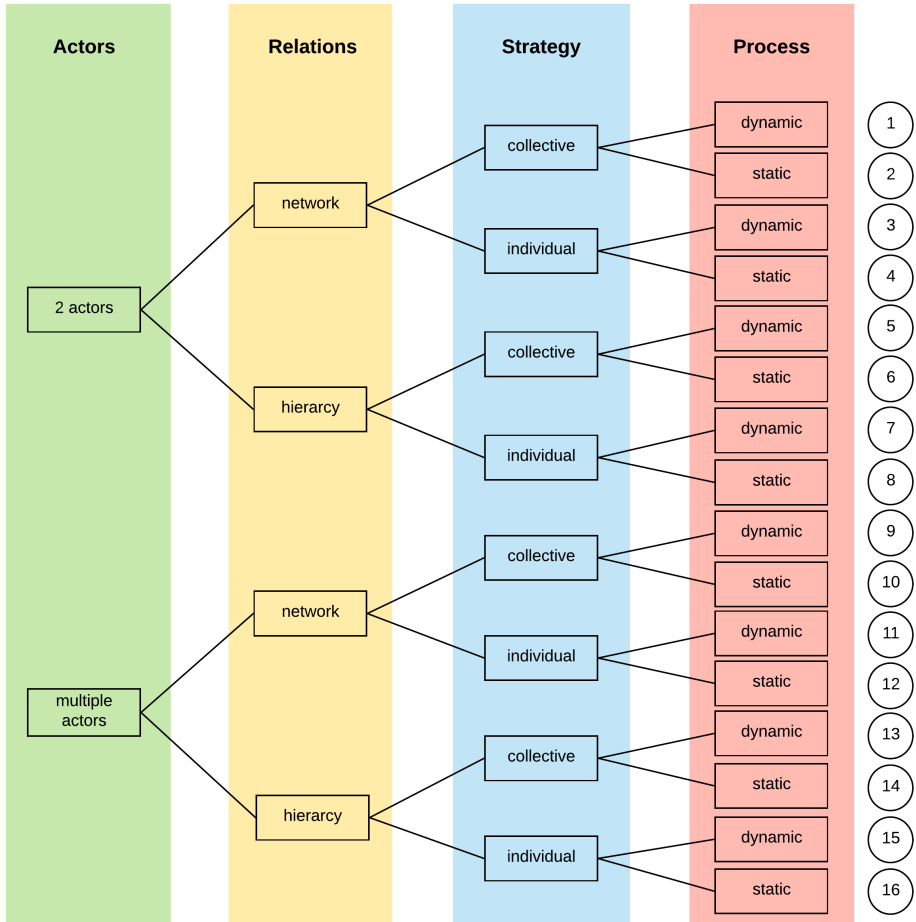 Actors
Relations
Strategy
Process
dynamic
1
collective
static
2
network
dynamic
3
individual
static
4
2 actors
dynamic
5
collective
static
6
hierarcy
dynamic
7
individual
static
8
dynamic
9
collective
static
10
network
dynamic
11
individual
static
12
multiple
actors
dynamic
13
collective
static
14
hierarcy
dynamic
15
individual
static
16